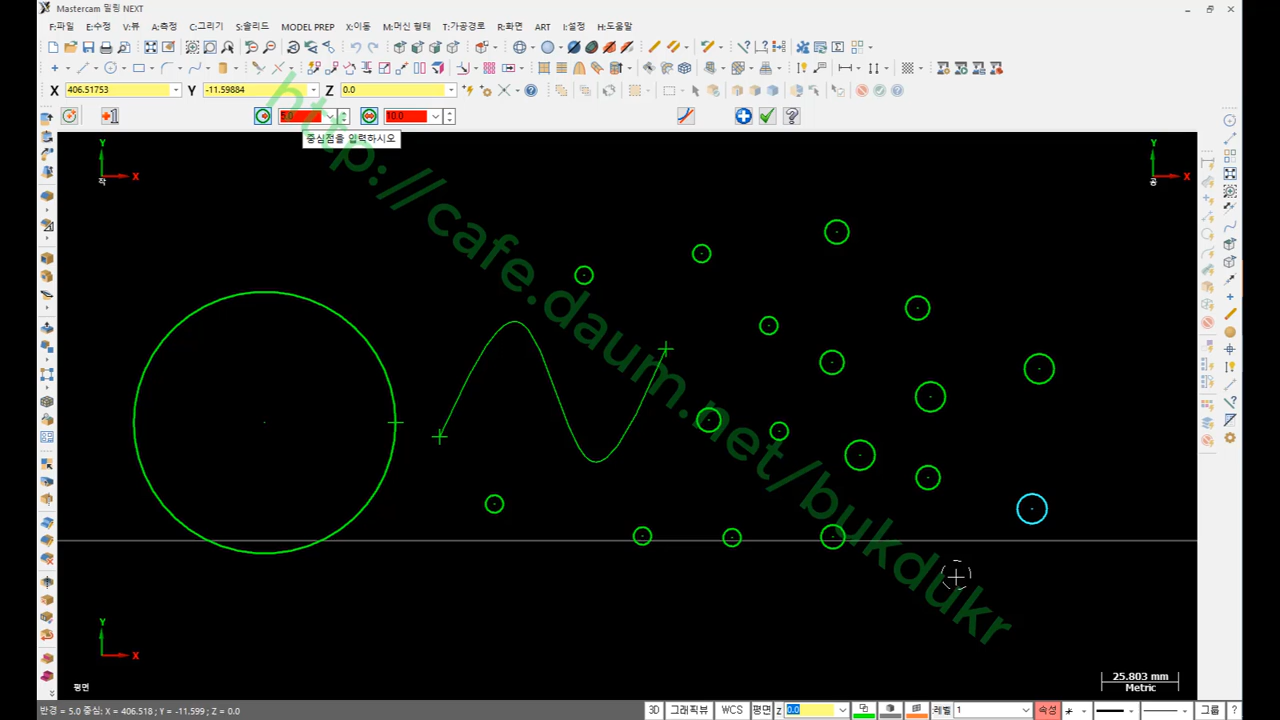 Mastercam 밀링 NEXT
F:파일 E:수정 V:뷰 A:측정 C:그리기 S:솔리드 MODEL PREP X:이동 M:머신 형태 T:가공경로 R:화면 ART I:설정 H:도움말
X 406.51753 Y -11.59884 Z 0.0
5.0 10.0
중심점을 입력하시오
Y Y
X X
작 공
http://cafe.daum.net/bukdukr
Y
X
평면
25.803 mm
Metric
반경 = 5.0 중심: X = 406.518; Y = -11.599; Z = 0.0
3D 그래픽뷰 WCS 평면 Z 0.0 레벨 1 속성 그룹 ?